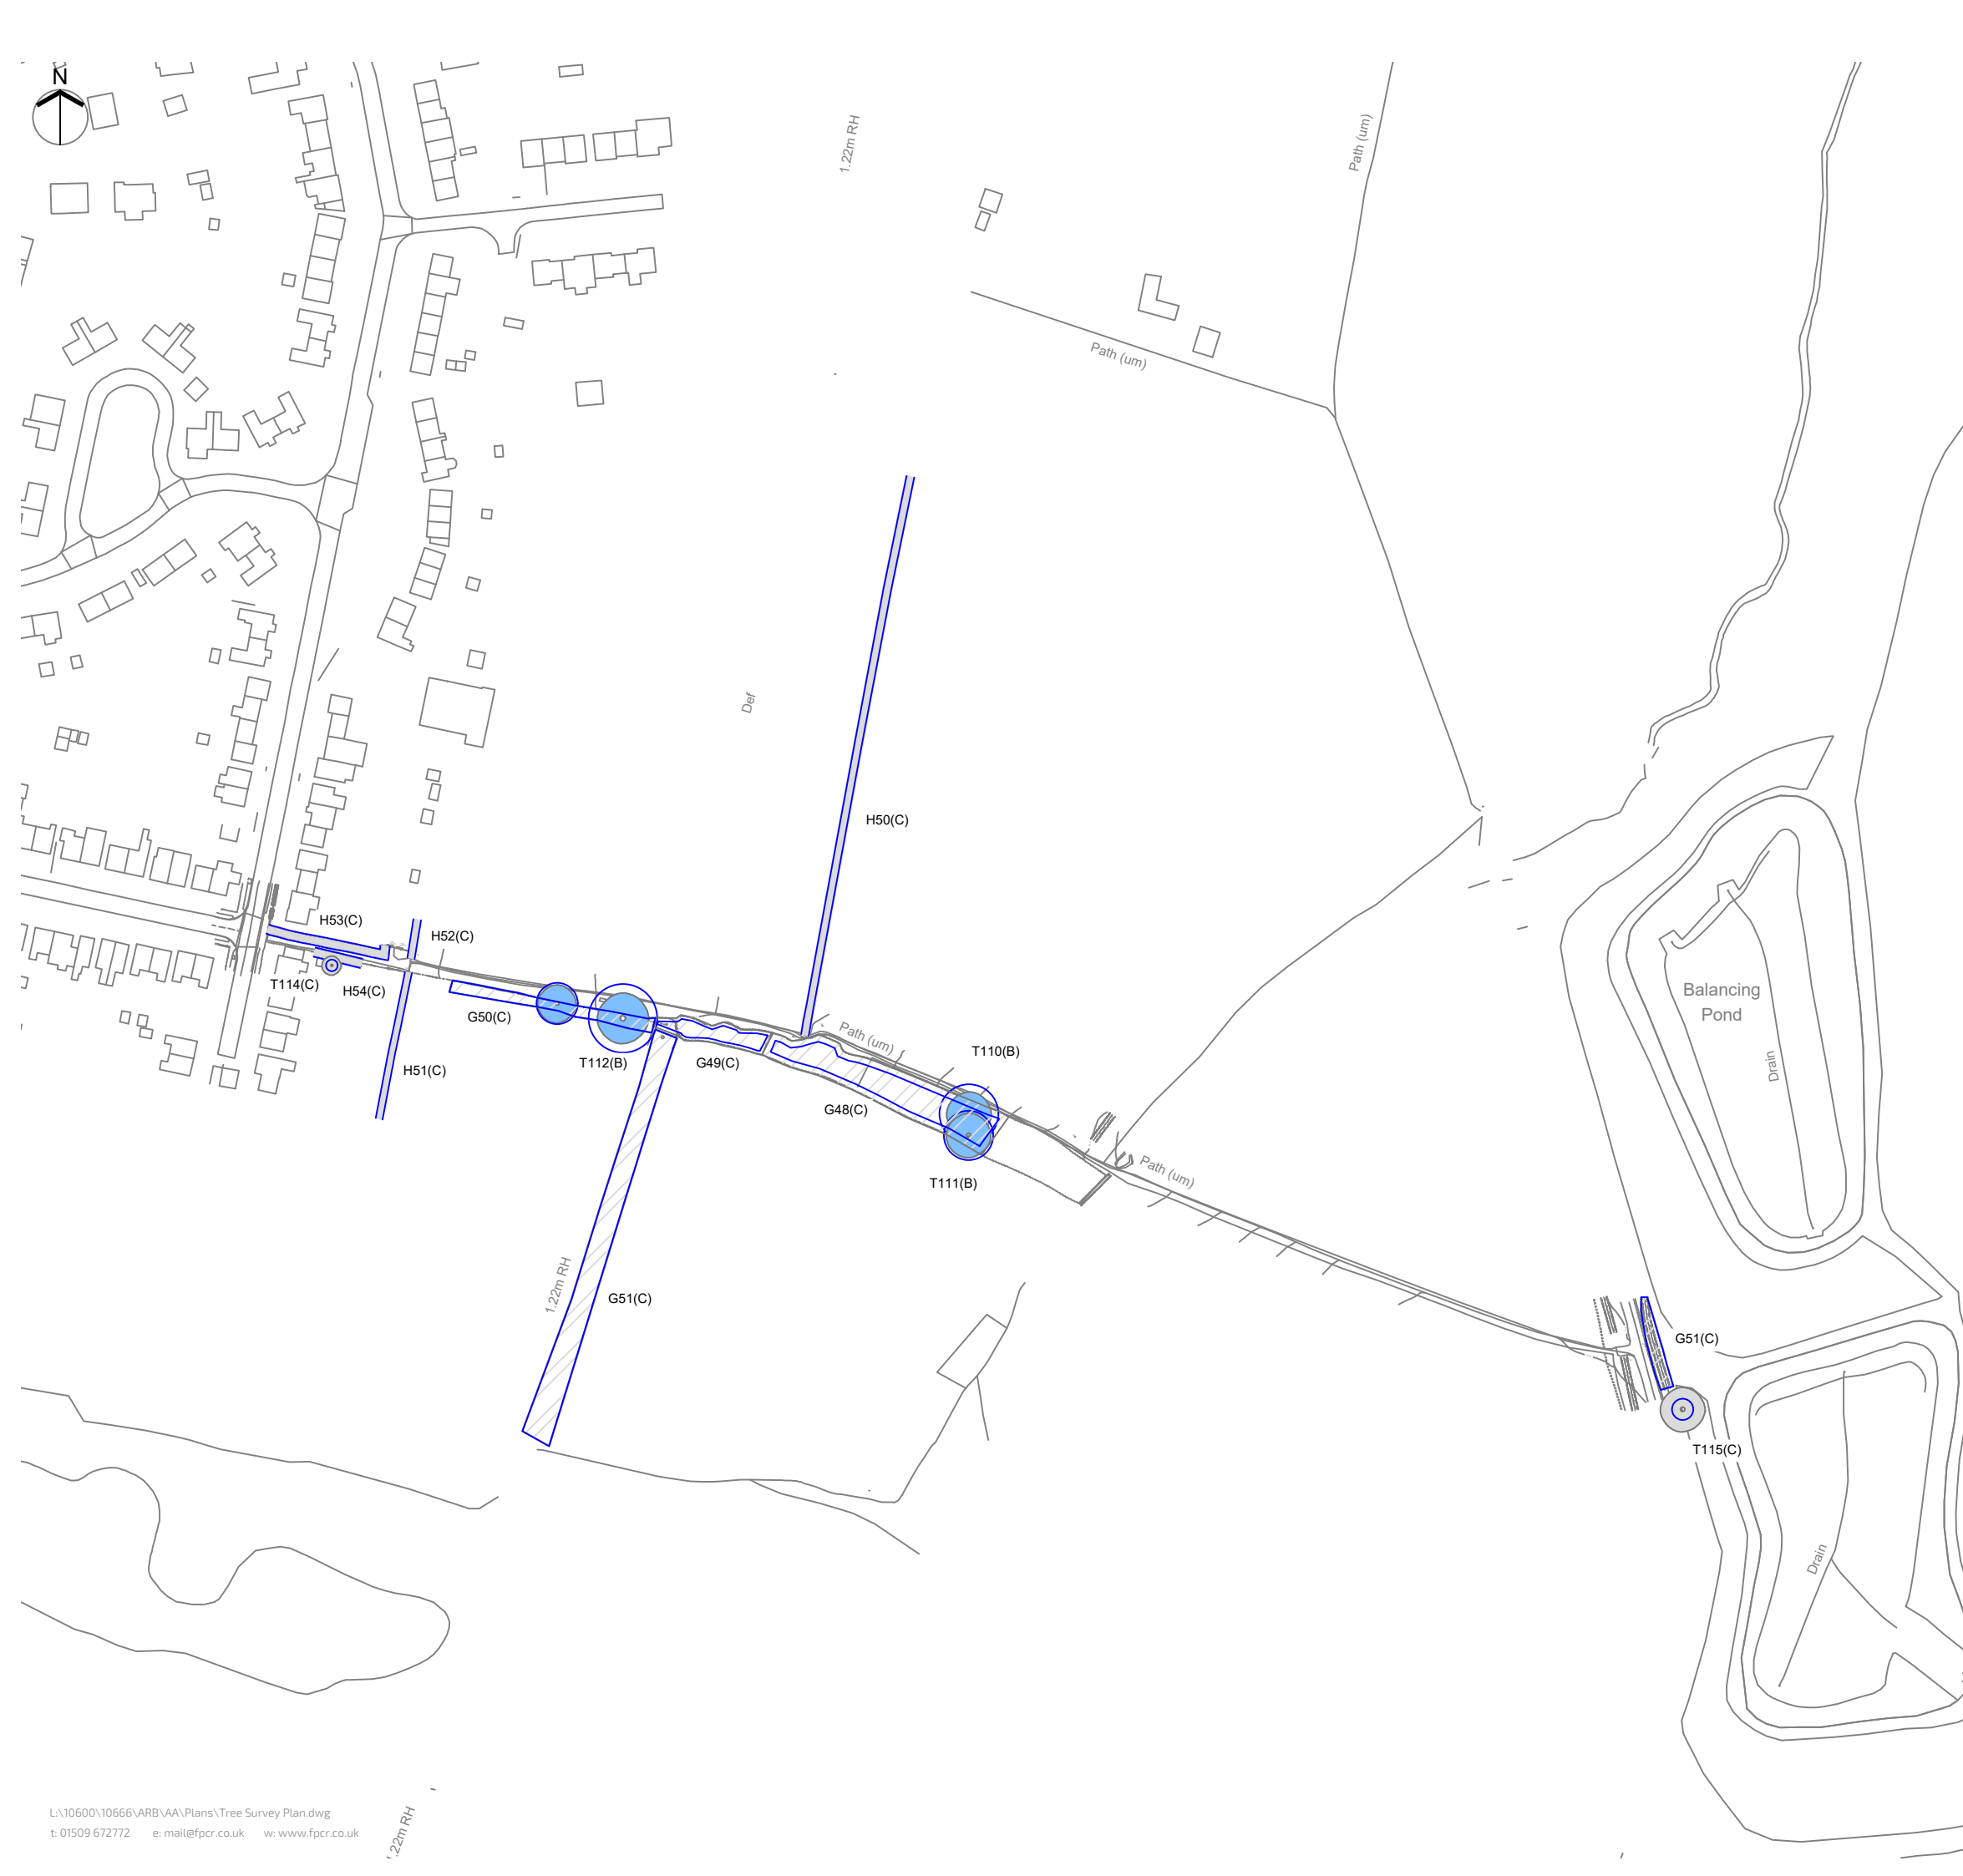 N
1.22m RH
Path (um)
Path (um)
Def
H50(C)
H53(C)
H52(C)
T114(C)
H54(C)
G50(C)
Balancing
Pond
Path (um)
T110(B)
T112(B)
G49(C)
Drain
H51(C)
G48(C)
Path (um)
T111(B)
1.22m RH
G51(C)
G51(C)
T115(C)
Drain
L:\10600\10666\ARB\AA\Plans\Tree Survey Plan.dwg
t: 01509 672772 e: mail@fpcr.co.uk w: www.fpcr.co.uk
.22m RH